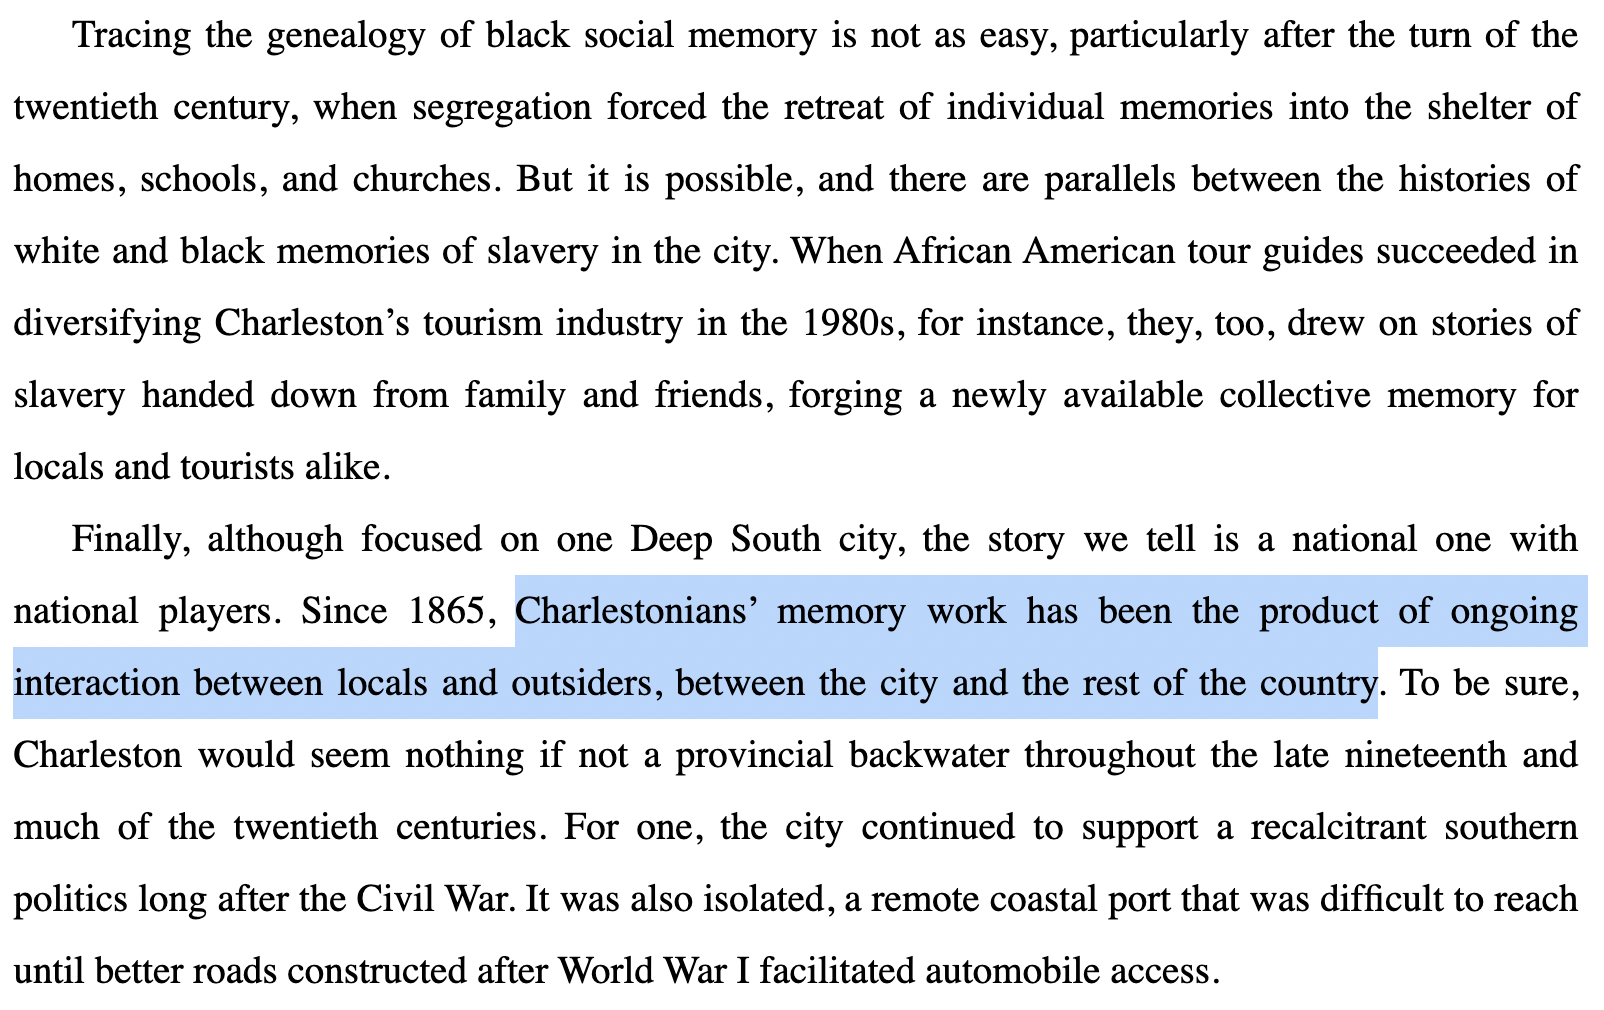 Tracing the genealogy of black social memory is not as easy, particularly after the turn of the
twentieth century, when segregation forced the retreat of individual memories into the shelter of
homes, schools, and churches. But it is possible, and there are parallels between the histories of
white and black memories of slavery in the city. When African American tour guides succeeded in
diversifying Charleston’s tourism industry in the 1980s, for instance, they, too, drew on stories of
slavery handed down from family and friends, forging a newly available collective memory for
locals and tourists alike.
Finally, although focused on one Deep South city, the story we tell is a national one with
national players. Since 1865, Charlestonians’ memory work has been the product of ongoing
interaction between locals and outsiders, between the city and the rest of the country. To be sure,
Charleston would seem nothing if not a provincial backwater throughout the late nineteenth and
much of the twentieth centuries. For one, the city continued to support a recalcitrant southern
politics long after the Civil War. It was also isolated, a remote coastal port that was difficult to reach
until better roads constructed after World War I facilitated automobile access.